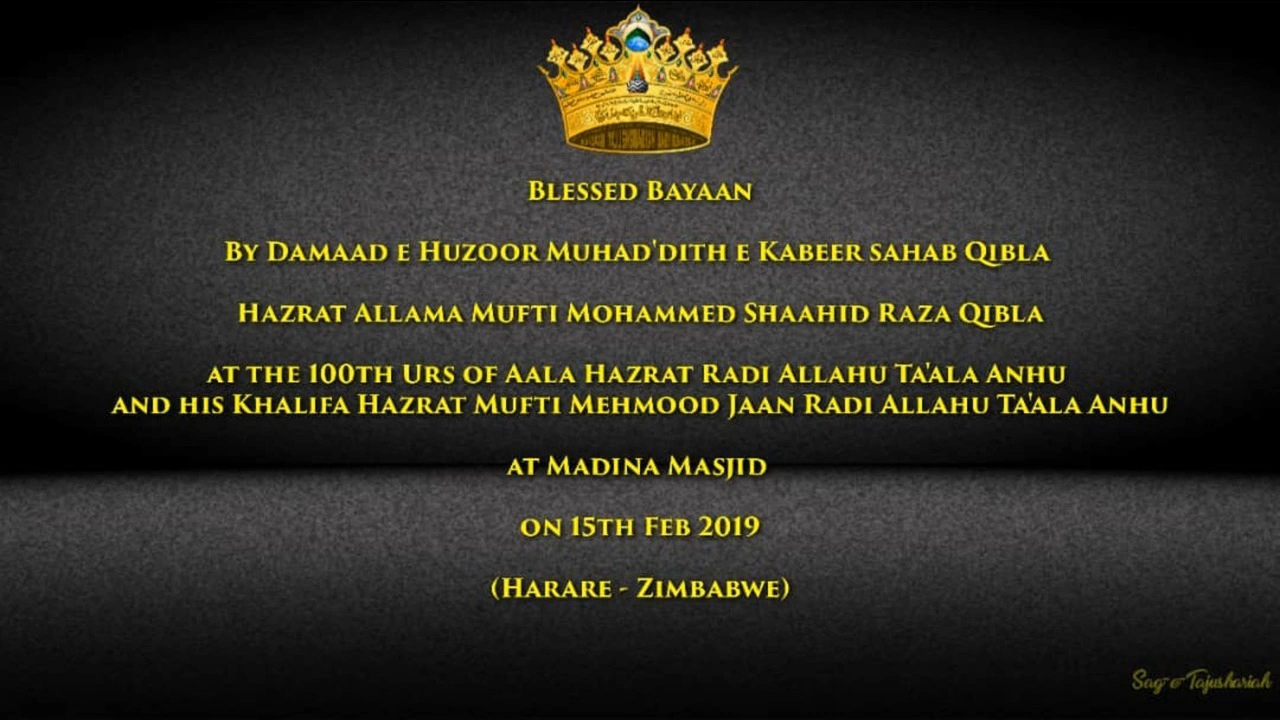 Blessed Bayaan
By Damaad e Huzoor Muhad'dith e Kabeer sahab Qibla
Hazrat Allama Mufti Mohammed Shaahid Raza Qibla
at the 100th Urs of Aala Hazrat Radi Allahu Ta'ala Anhu
and his Khalifa Hazrat Mufti Mehmood Jaan Radi Allahu Ta'ala Anhu
at Madina Masjid
on 15th Feb 2019
(Harare - Zimbabwe)
Sag-e-Tajushariah